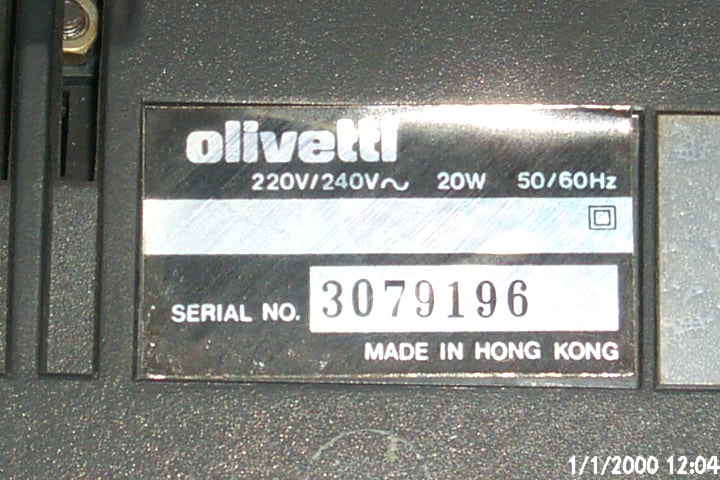 olivetti
220V/240V~ 20W 50/60Hz
SERIAL NO. 3079196
MADE IN HONG KONG
1/1/2000 12:04